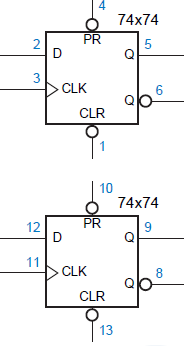 4
74x74
PR
2 D Q 5
3 CLK
Q 6
CLR
1
10
74x74
PR
12 D Q 9
11 CLK
Q 8
CLR
13